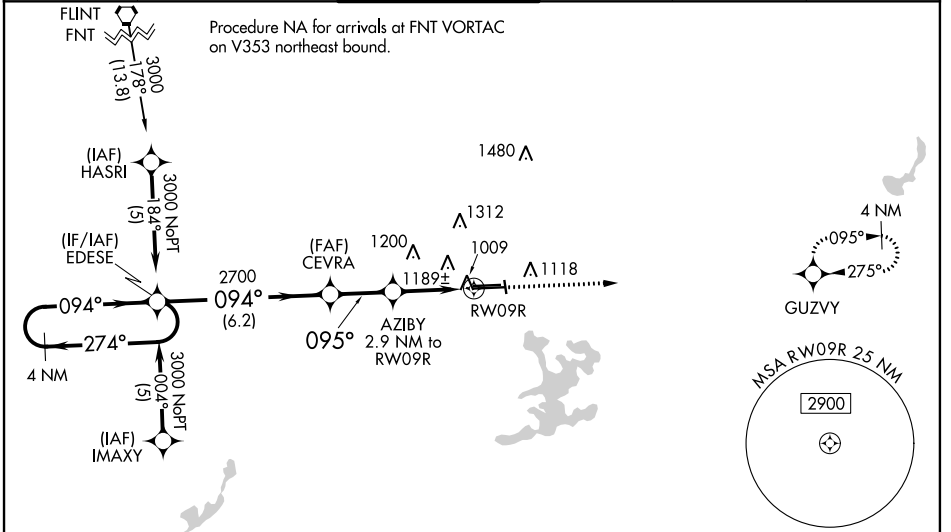 FLINT
FNT
Procedure NA for arrivals at FNT VORTAC
on V353 northeast bound.
3000
178°
(13.8)
(IAF)
HASRI
3000 NoPT
184°
(5)
(IF/IAF)
EDESE
094°
274°
4 NM
3000 NoPT
004°
(5)
(IAF)
IMAXY
2700
094°
(6.2)
(FAF)
CEVRA
095°
AZIBY
2.9 NM to
RW09R
1480
1312
1200
1189±
1009
1118
RW09R
4 NM
095°
275°
GUZVY
MSA RW09R 25 NM
2900